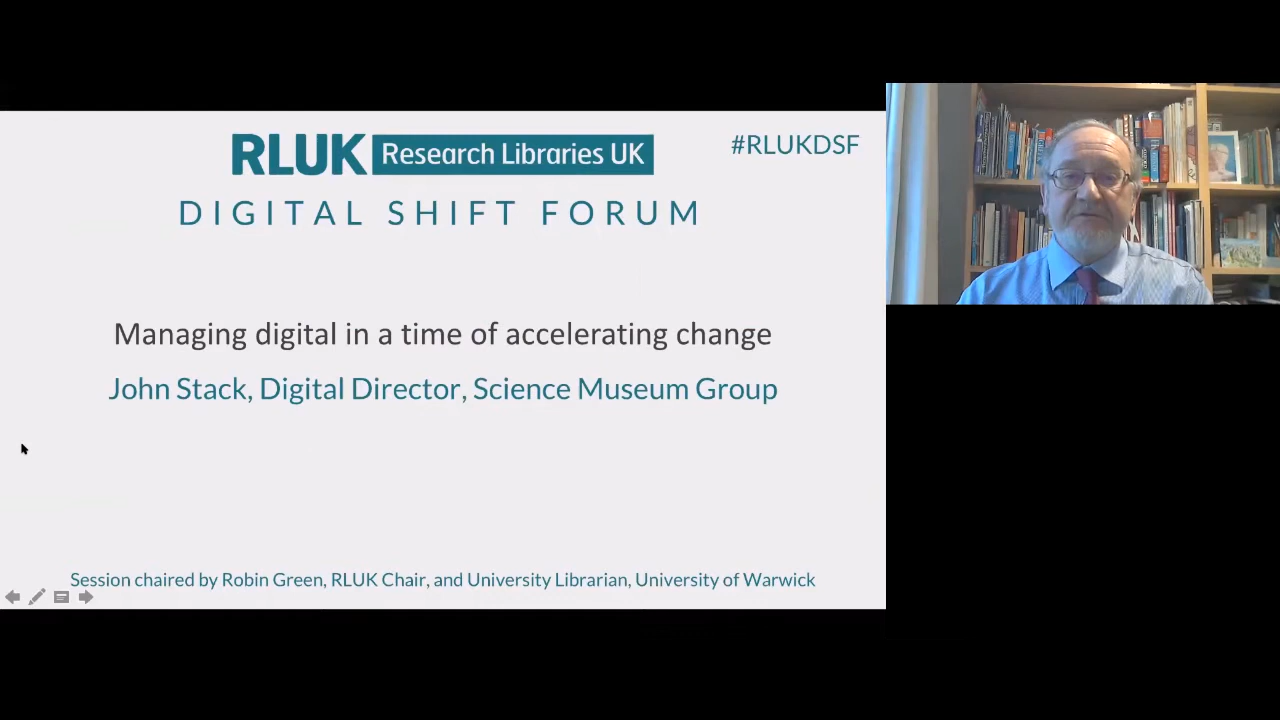 RLUK Research Libraries UK
#RLUKDSF
DIGITAL SHIFT FORUM
Managing digital in a time of accelerating change
John Stack, Digital Director, Science Museum Group
Session chaired by Robin Green, RLUK Chair, and University Librarian, University of Warwick